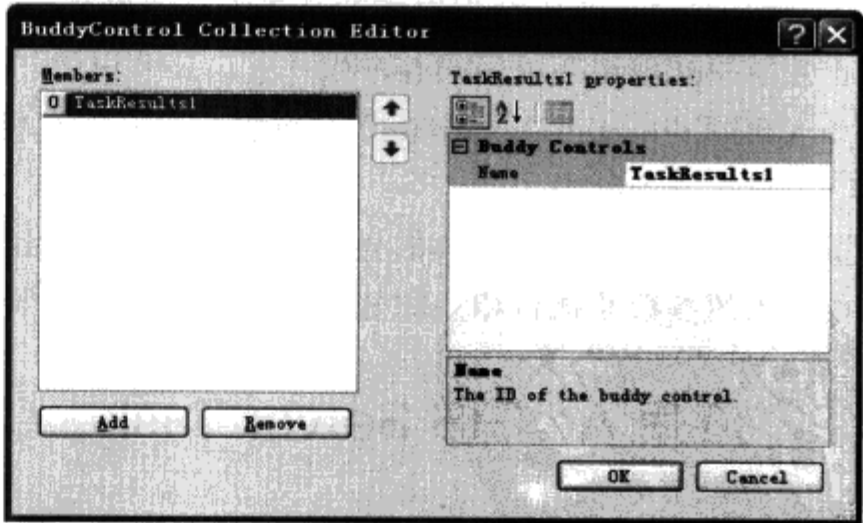 BuddyControl Collection Editor
Members:
0 TaskResults1
TaskResults1 properties:
Buddy Controls
Name TaskResults1
Name
The ID of the buddy control.
Add
Remove
OK
Cancel